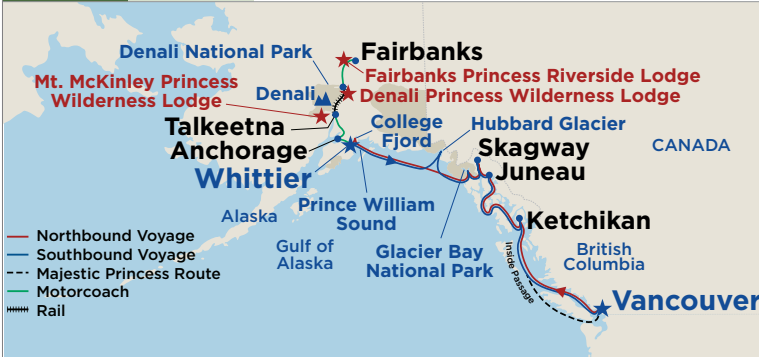 Denali National Park
Fairbanks
Mt. McKinley Princess
Wilderness Lodge
Fairbanks Princess Riverside Lodge
Denali
Denali Princess Wilderness Lodge
Talkeetna
Anchorage
College
Fjord
Hubbard Glacier
Skagway
CANADA
Whittier
Juneau
Prince William
Sound
Alaska
Ketchikan
Gulf of
Alaska
Glacier Bay
National Park
British
Columbia
Inside Passage
Vancouver
Northbound Voyage
Southbound Voyage
Majestic Princess Route
Motorcoach
Rail